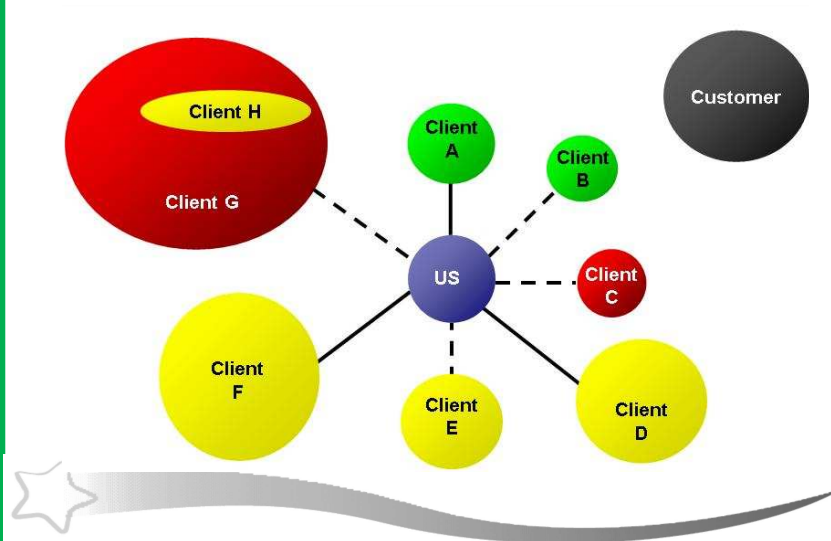 Client H
Client G
Client
A
Client
B
Customer
US
Client
C
Client
F
Client
E
Client
D